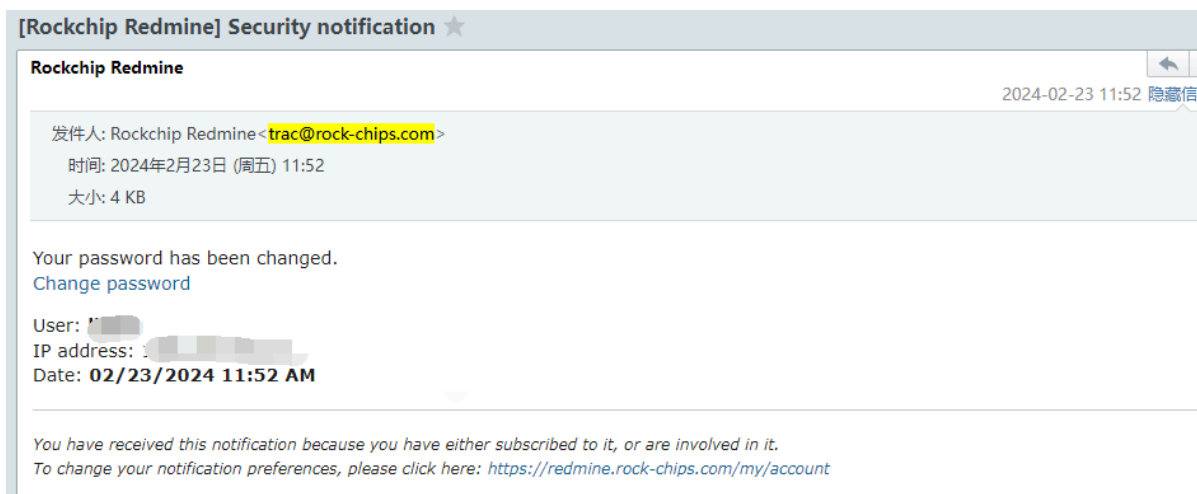 [Rockchip Redmine] Security notification
Rockchip Redmine
2024-02-23 11:52 隐藏信
发件人: Rockchip Redmine<trac@rock-chips.com>
时间: 2024年2月23日 (周五) 11:52
大小: 4 KB
Your password has been changed.
Change password
User:
IP address:
Date: 02/23/2024 11:52 AM
You have received this notification because you have either subscribed to it, or are involved in it.
To change your notification preferences, please click here: https://redmine.rock-chips.com/my/account